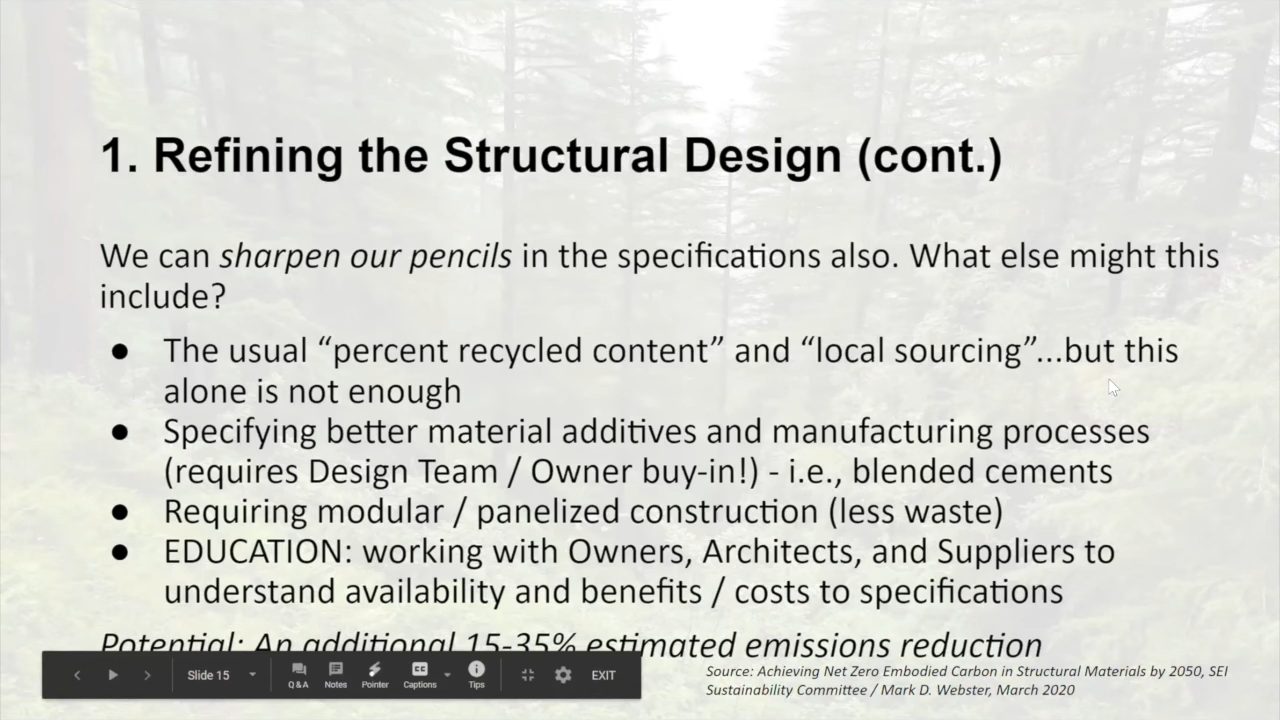 1. Refining the Structural Design (cont.)
We can sharpen our pencils in the specifications also. What else might this
include?
● The usual “percent recycled content” and “local sourcing”...but this
alone is not enough
● Specifying better material additives and manufacturing processes
(requires Design Team / Owner buy-in!) - i.e., blended cements
● Requiring modular / panelized construction (less waste)
● EDUCATION: working with Owners, Architects, and Suppliers to
understand availability and benefits / costs to specifications
Potential: An additional 15-35% estimated emissions reduction
Slide 15
Q&A
Notes
Pointer
CC
Captions
Tips
EXIT
Source: Achieving Net Zero Embodied Carbon in Structural Materials by 2050, SEI
Sustainability Committee / Mark D. Webster, March 2020